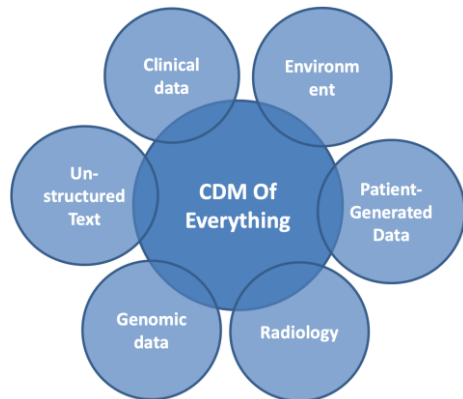 Clinical
data
Environm
ent
Un-
structured
Text
CDM Of
Everything
Patient-
Generated
Data
Genomic
data
Radiology